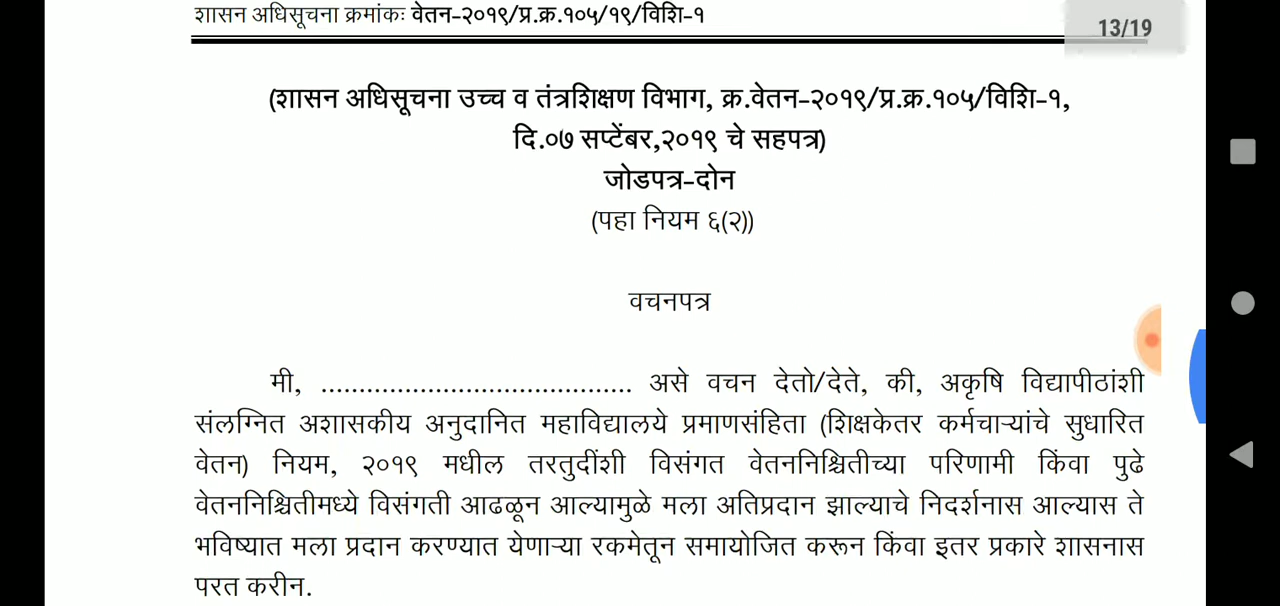 शासन अधिसूचना क्रमांकः वेतन-२०१९/प्र.क्र.१०५/१९/विशि-१
13/19
(शासन अधिसूचना उच्च व तंत्रशिक्षण विभाग, क्र.वेतन-२०१९/प्र.क्र.१०५/विशि-१,
दि.०७ सप्टेंबर,२०१९ चे सहपत्र)
जोडपत्र-दोन
(पहा नियम ६(२))
वचनपत्र
मी, ......................................... असे वचन देतो/देते, की, अकृषि विद्यापीठांशी
संलग्नित अशासकीय अनुदानित महाविद्यालये प्रमाणसंहिता (शिक्षकेतर कर्मचाऱ्यांचे सुधारित
वेतन) नियम, २०१९ मधील तरतुदींशी विसंगत वेतननिश्चितीच्या परिणामी किंवा पुढे
वेतननिश्चितीमध्ये विसंगती आढळून आल्यामुळे मला अतिप्रदान झाल्याचे निदर्शनास आल्यास ते
भविष्यात मला प्रदान करण्यात येणाऱ्या रकमेतून समायोजित करून किंवा इतर प्रकारे शासनास
परत करीन.